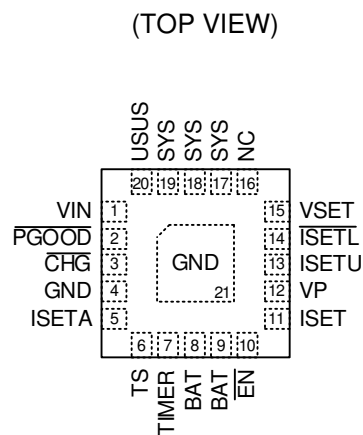 (TOP VIEW)
USUS
SYS
SYS
SYS
NC
20 19 18 17 16
VIN 1
PGOOD 2
CHG 3
GND 4
ISETA 5
GND
21
15 VSET
14 ISETL
13 ISETU
12 VP
11 ISET
6 7 8 9 10
TS
TIMER
BAT
BAT
EN